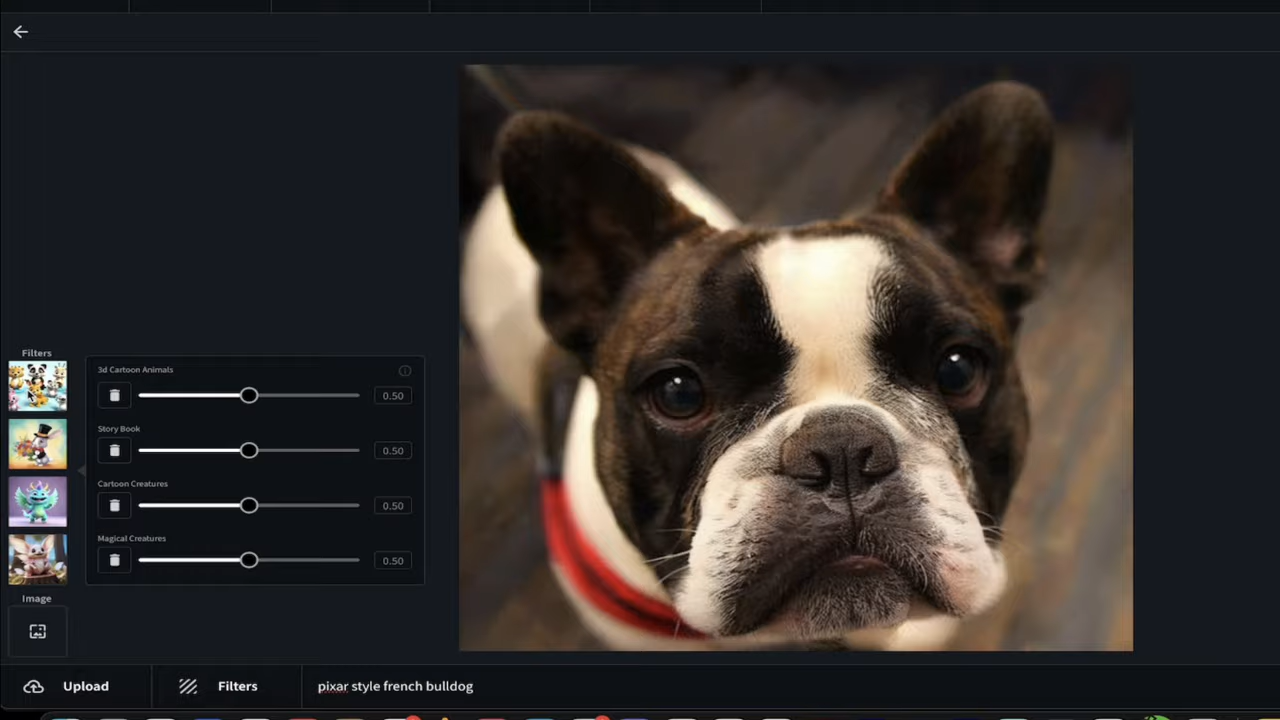 Filters
3d Cartoon Animals
0.50
Story Book
0.50
Cartoon Creatures
0.50
Magical Creatures
0.50
Image
Upload
Filters
pixar style french bulldog